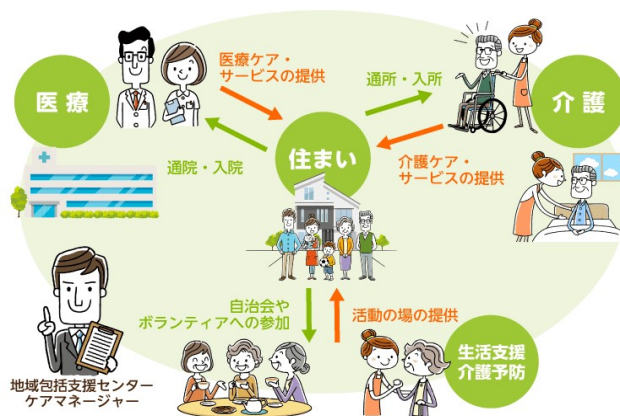 医療
医療ケア・
サービスの提供
通院・入院
住まい
通所・入所
介護
介護ケア・
サービスの提供
自治会や
ボランティアへの参加
活動の場の提供
生活支援
介護予防
地域包括支援センター
ケアマネージャー